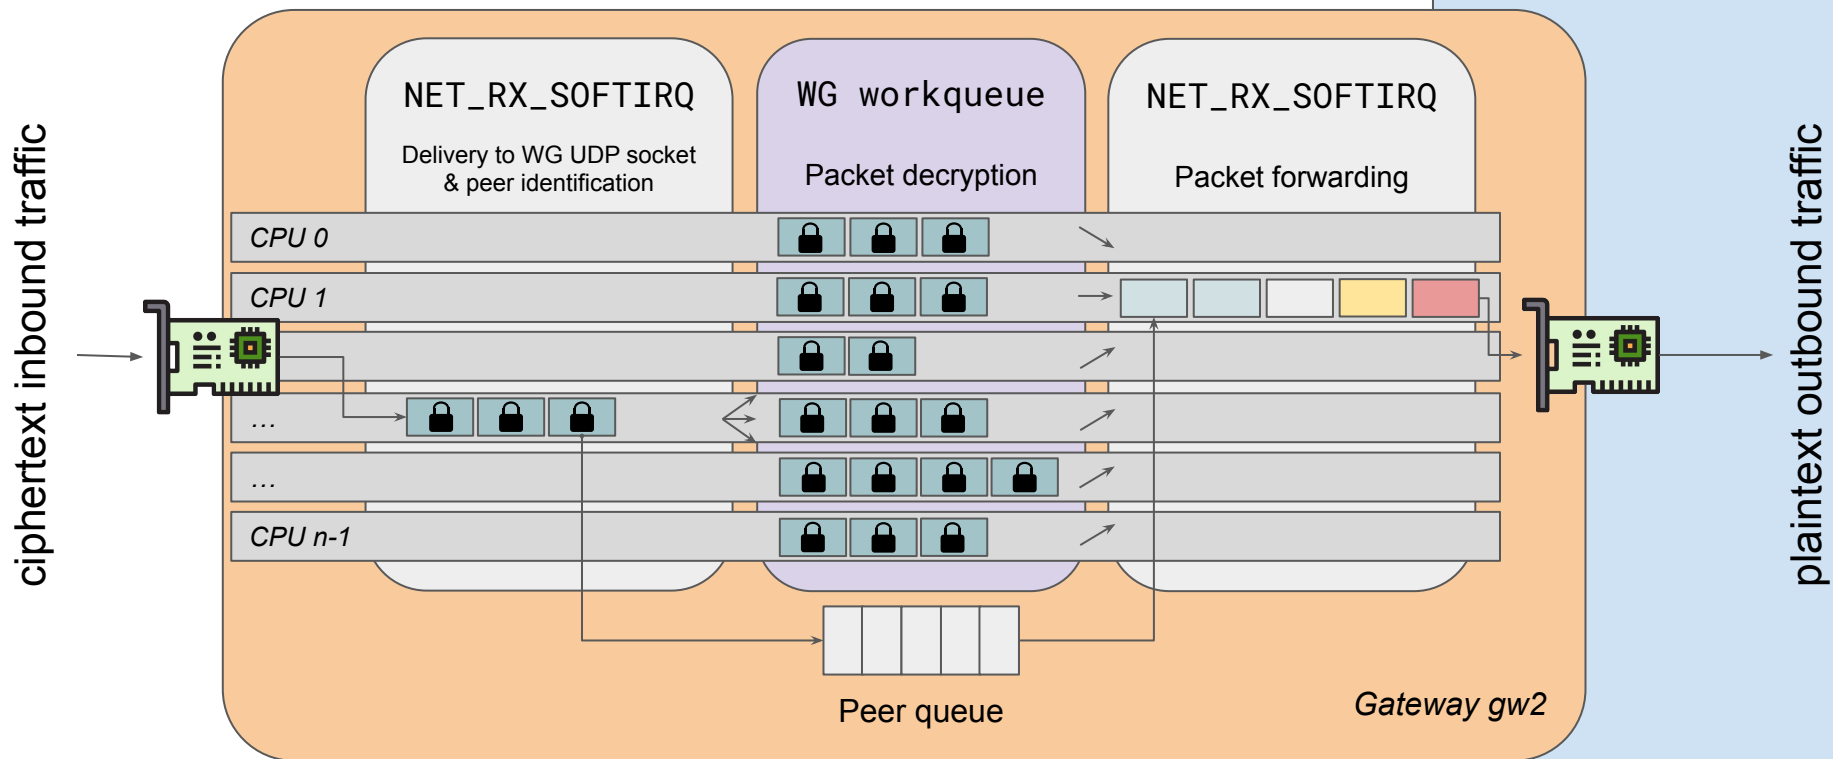 ciphertext inbound traffic
NET_RX_SOFTIRQ
Delivery to WG UDP socket
& peer identification
WG workqueue
Packet decryption
NET_RX_SOFTIRQ
Packet forwarding
CPU 0
CPU 1
...
...
CPU n-1
Peer queue
Gateway gw2
plaintext outbound traffic